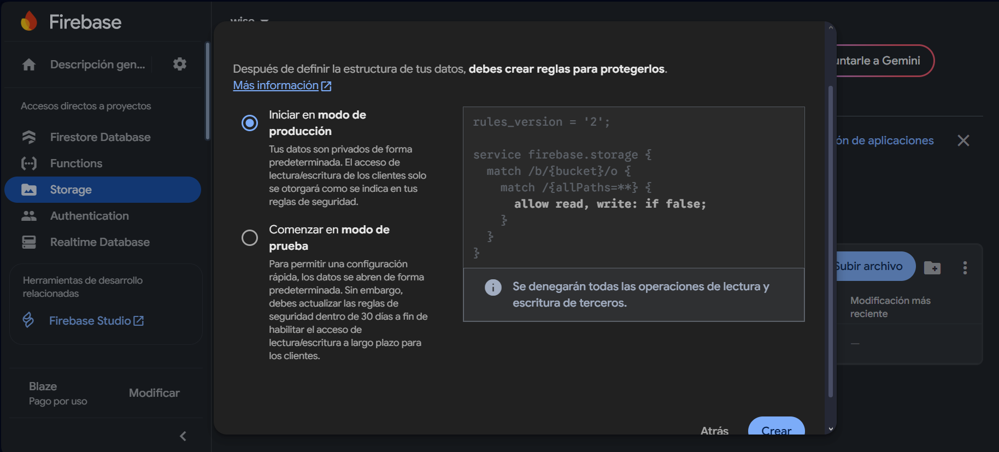 Firebase
Descripción gen...
Accesos directos a proyectos
Firestore Database
Functions
Storage
Authentication
Realtime Database
Herramientas de desarrollo
relacionadas
Firebase Studio
Blaze
Pago por uso
Modificar
Después de definir la estructura de tus datos, debes crear reglas para protegerlos.
Más información
Iniciar en modo de
producción
Tus datos son privados de forma
predeterminada. El acceso de
lectura/escritura de los clientes solo
se otorgará como se indica en tus
reglas de seguridad.
Comenzar en modo de
prueba
Para permitir una configuración
rápida, los datos se abren de forma
predeterminada. Sin embargo,
debes actualizar las reglas de
seguridad dentro de 30 días a fin de
habilitar el acceso de
lectura/escritura a largo plazo para
los clientes.
rules_version = '2';
service firebase.storage {
match /b/{bucket}/o {
match /{allPaths=**} {
allow read, write: if false;
}
}
}
Se denegarán todas las operaciones de lectura y
escritura de terceros.
Atrás
Crear
untarle a Gemini
ón de aplicaciones
Subir archivo
Modificación más
reciente
—